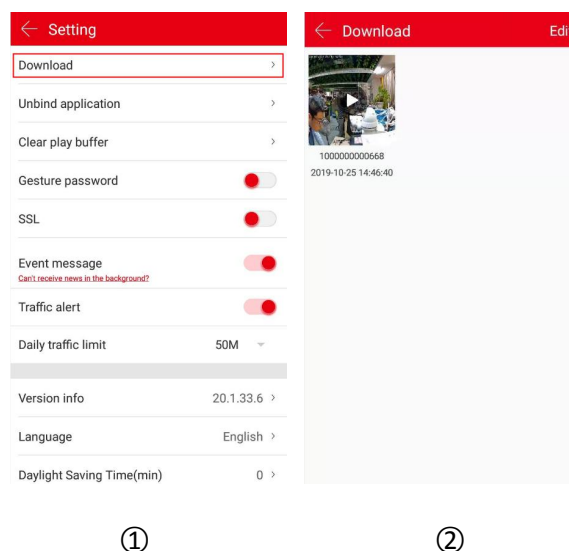 Setting
Download
Unbind application
Clear play buffer
Gesture password
SSL
Event message
Can't receive news in the background?
Traffic alert
Daily traffic limit 50M
Version info 20.1.33.6
Language English
Daylight Saving Time(min) 0
①
Download Edi
1000000000668
2019-10-25 14:46:40
②